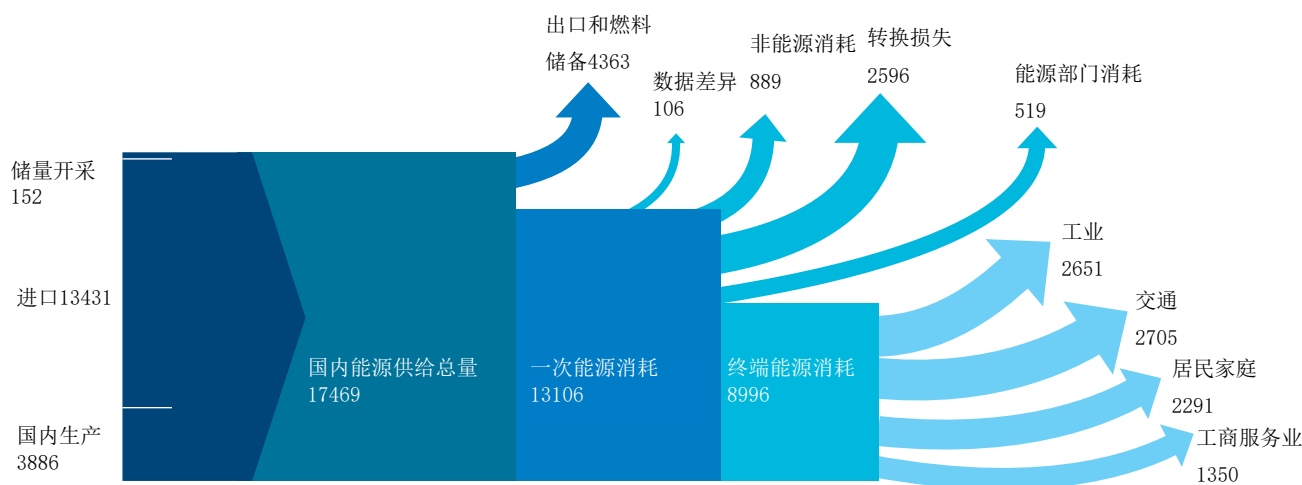 出口和燃料
储备4363
数据差异
106
非能源消耗
889
转换损失
2596
能源部门消耗
519
储量开采
152
进口13431
国内生产
3886
国内能源供给总量
17469
一次能源消耗
13106
终端能源消耗
8996
工业
2651
交通
2705
居民家庭
2291
工商服务业
1350